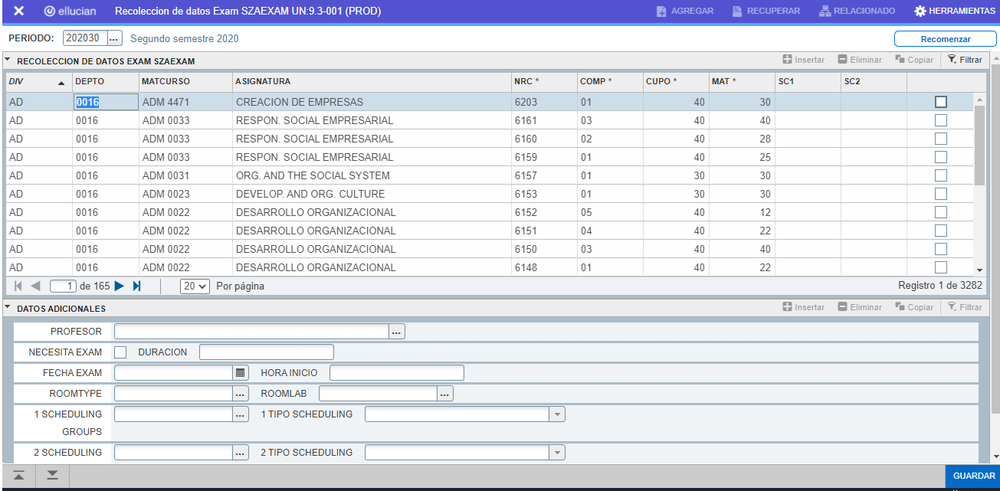 ellucian Recoleccion de datos Exam SZAEXAM UN:9.3-001 (PROD) AGREGAR RECUPERAR RELACIONADO HERRAMIENTAS
PERIODO: 202030 ... Segundo semestre 2020 Recomenzar
RECOLECCION DE DATOS EXAM SZAEXAM Insertar Eliminar Copiar Filtrar
DIV DEPTO MATCURSO ASIGNATURA NRC * COMP * CUPO * MAT * SC1 SC2
AD 0016 ADM 4471 CREACION DE EMPRESAS 6203 01 40 30
AD 0016 ADM 0033 RESPON. SOCIAL EMPRESARIAL 6161 03 40 40
AD 0016 ADM 0033 RESPON. SOCIAL EMPRESARIAL 6160 02 40 28
AD 0016 ADM 0033 RESPON. SOCIAL EMPRESARIAL 6159 01 40 25
AD 0016 ADM 0031 ORG. AND THE SOCIAL SYSTEM 6157 01 30 30
AD 0016 ADM 0023 DEVELOP. AND ORG. CULTURE 6153 01 30 30
AD 0016 ADM 0022 DESARROLLO ORGANIZACIONAL 6152 05 40 12
AD 0016 ADM 0022 DESARROLLO ORGANIZACIONAL 6151 04 40 22
AD 0016 ADM 0022 DESARROLLO ORGANIZACIONAL 6150 03 40 40
AD 0016 ADM 0022 DESARROLLO ORGANIZACIONAL 6148 01 40 22
1 de 165 20 Por página Registro 1 de 3282
DATOS ADICIONALES Insertar Eliminar Copiar Filtrar
PROFESOR ...
NECESITA EXAM DURACION
FECHA EXAM HORA INICIO
ROOMTYPE ... ROOMLAB ...
1 SCHEDULING ... 1 TIPO SCHEDULING
GROUPS
2 SCHEDULING ... 2 TIPO SCHEDULING
GUARDAR